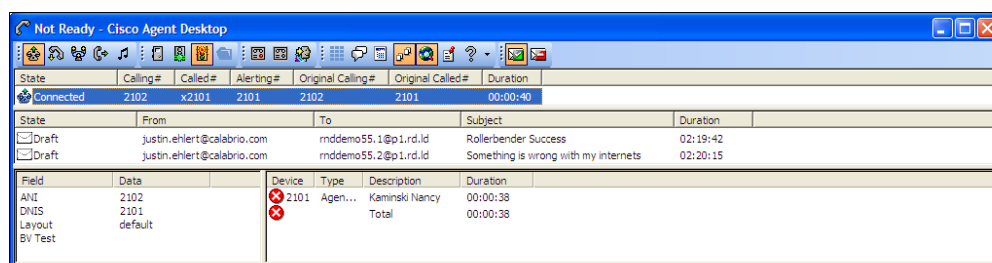 Not Ready - Cisco Agent Desktop
State Calling# Called# Alerting# Original Calling# Original Called# Duration
Connected 2102 x2101 2101 2102 2101 00:00:40
State From To Subject Duration
Draft justin.ehlert@calabrio.com rnddemo55.1@p1.rd.ld Rollerbender Success 02:19:42
Draft justin.ehlert@calabrio.com rnddemo55.2@p1.rd.ld Something is wrong with my internets 02:20:15
Field Data Device Type Description Duration
ANI 2102 2101 Agen... Kaminski Nancy 00:00:38
DNIS 2101 Total 00:00:38
Layout default
BV Test